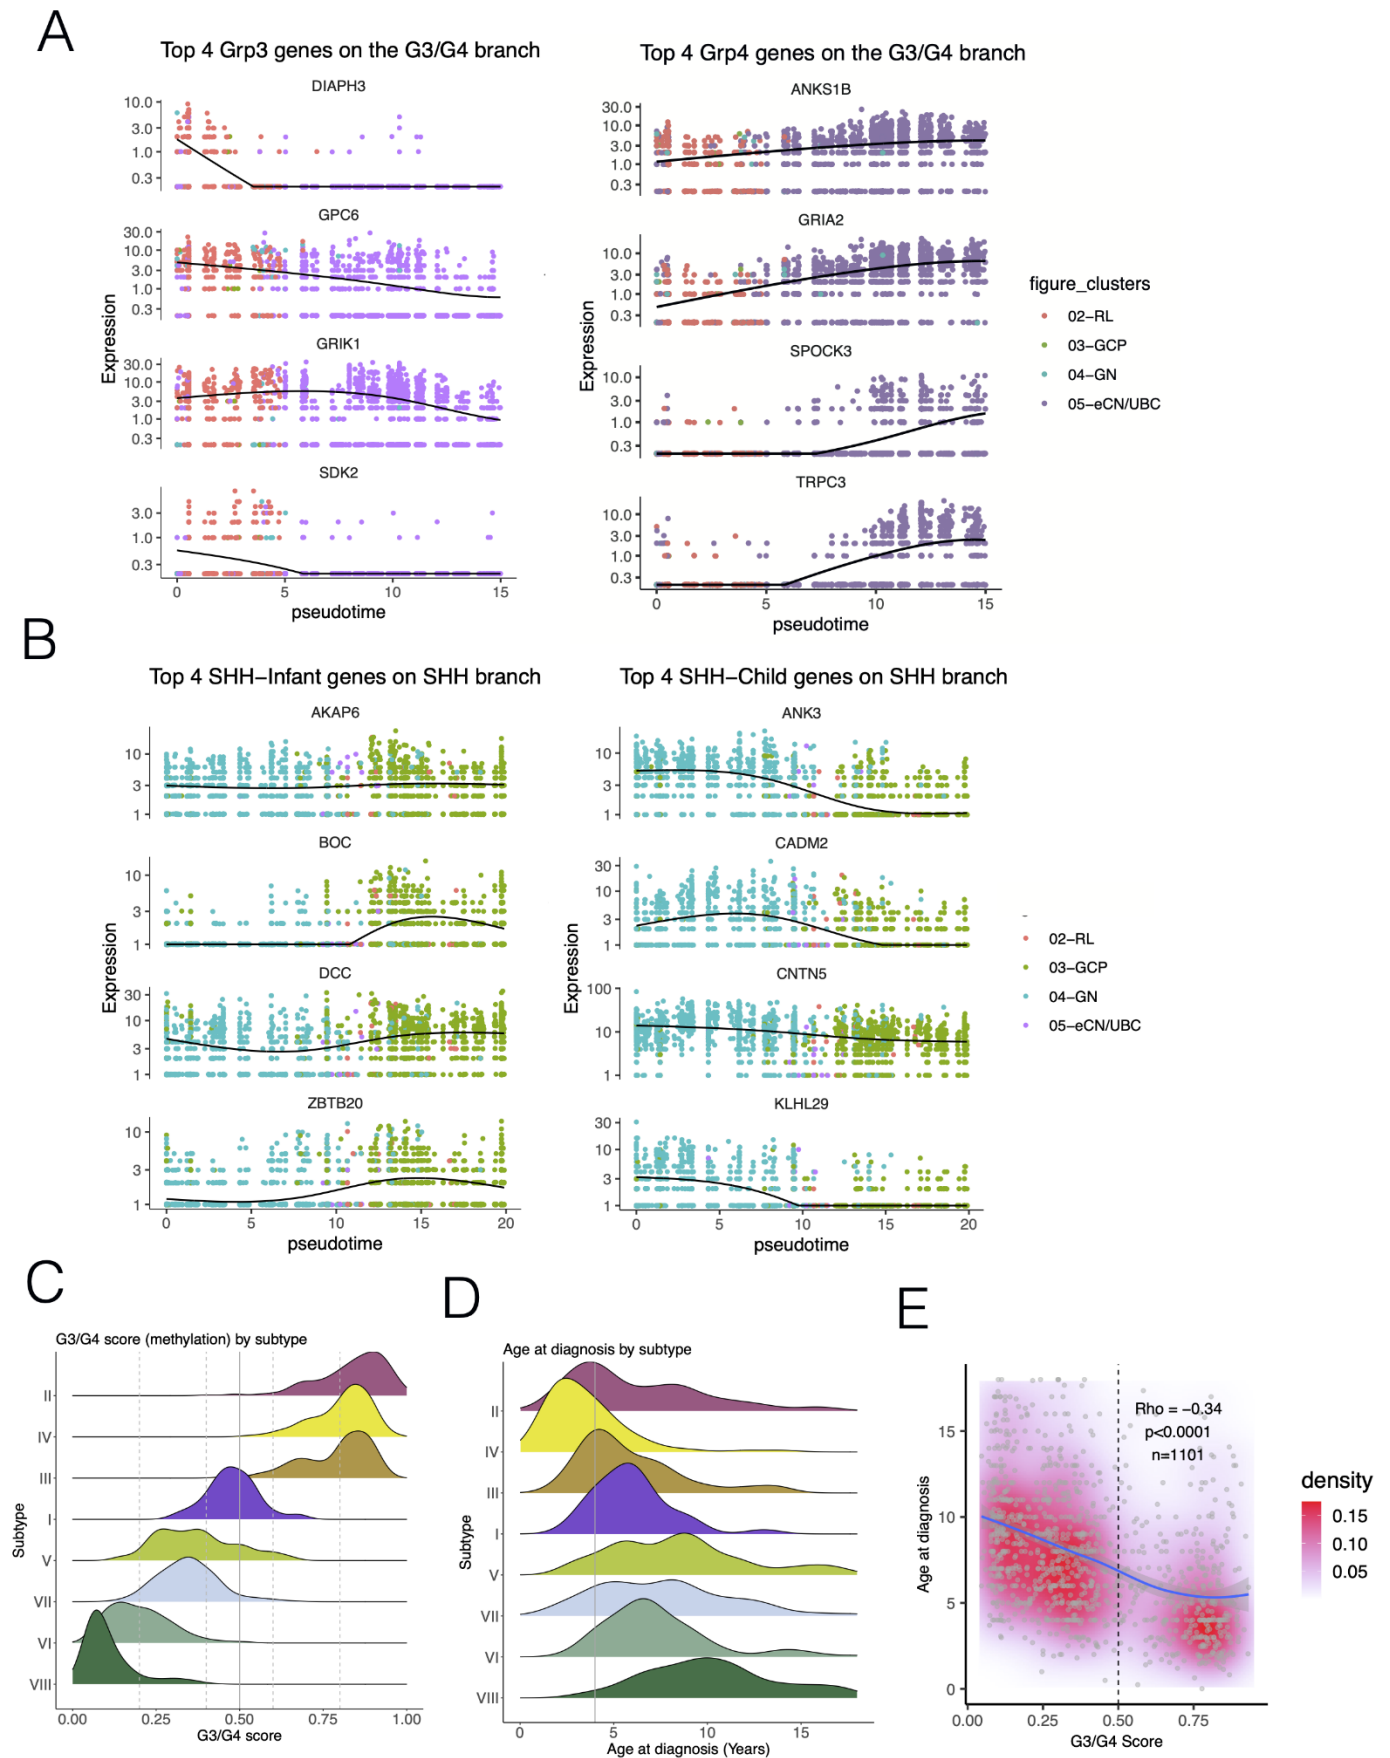 A
Top 4 Grp3 genes on the G3/G4 branch
DIAPH3
10.0
3.0
1.0
0.3
GPC6
30.0
10.0
3.0
1.0
0.3
GRIK1
30.0
10.0
3.0
1.0
0.3
SDK2
3.0
1.0
0.3
0 5 10 15
pseudotime
Expression
Top 4 Grp4 genes on the G3/G4 branch
ANKS1B
30.0
10.0
3.0
1.0
0.3
GRIA2
10.0
3.0
1.0
0.3
SPOCK3
10.0
3.0
1.0
0.3
TRPC3
10.0
3.0
1.0
0.3
0 5 10 15
pseudotime
Expression
figure_clusters
02-RL
03-GCP
04-GN
05-eCN/UBC
B
Top 4 SHH-Infant genes on SHH branch
AKAP6
10
3
1
BOC
10
3
1
DCC
30
10
3
1
ZBTB20
10
3
1
0 5 10 15 20
pseudotime
Expression
Top 4 SHH-Child genes on SHH branch
ANK3
10
3
1
CADM2
30
10
3
1
CNTN5
100
10
1
KLHL29
30
10
3
1
0 5 10 15 20
pseudotime
Expression
02-RL
03-GCP
04-GN
05-eCN/UBC
C
G3/G4 score (methylation) by subtype
II
IV
III
I
V
VII
VI
VIII
Subtype
0.00 0.25 0.50 0.75 1.00
G3/G4 score
D
Age at diagnosis by subtype
II
IV
III
I
V
VII
VI
VIII
Subtype
0 5 10 15
Age at diagnosis (Years)
E
Rho = -0.34
p<0.0001
n=1101
15
10
5
0
Age at diagnosis
0.00 0.25 0.50 0.75
G3/G4 Score
density
0.15
0.10
0.05